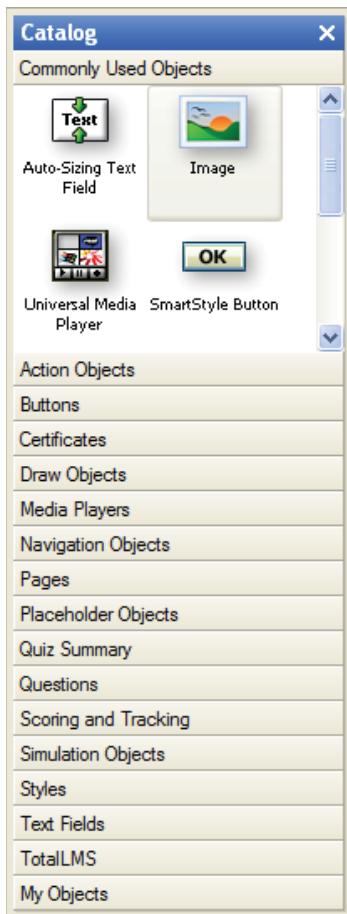 Catalog
Commonly Used Objects
Text
Auto-Sizing Text
Field
Image
Universal Media
Player
OK
SmartStyle Button
Action Objects
Buttons
Certificates
Draw Objects
Media Players
Navigation Objects
Pages
Placeholder Objects
Quiz Summary
Questions
Scoring and Tracking
Simulation Objects
Styles
Text Fields
TotalLMS
My Objects